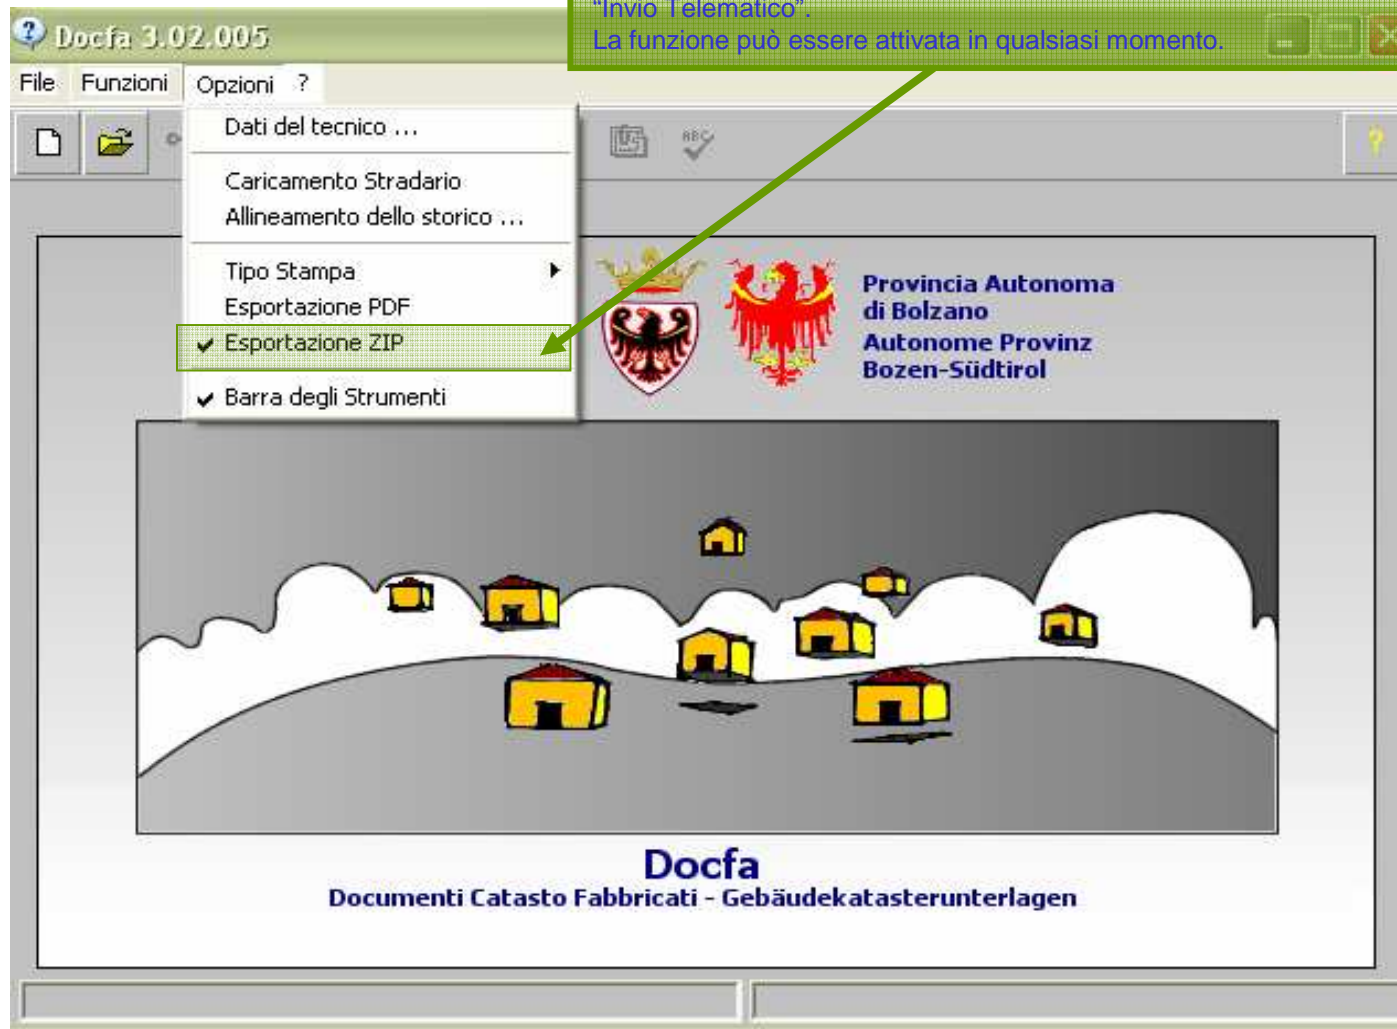 "Invio Telematico".
La funzione può essere attivata in qualsiasi momento.
Docfa 3.02.005
File Funzioni Opzioni ?
Dati del tecnico ...
ABC
?
Caricamento Stradario
Allineamento dello storico ...
Tipo Stampa
Esportazione PDF
Esportazione ZIP
Barra degli Strumenti
Provincia Autonoma
di Bolzano
Autonome Provinz
Bozen-Südtirol
Docfa
Documenti Catasto Fabbricati - Gebäudekatasterunterlagen